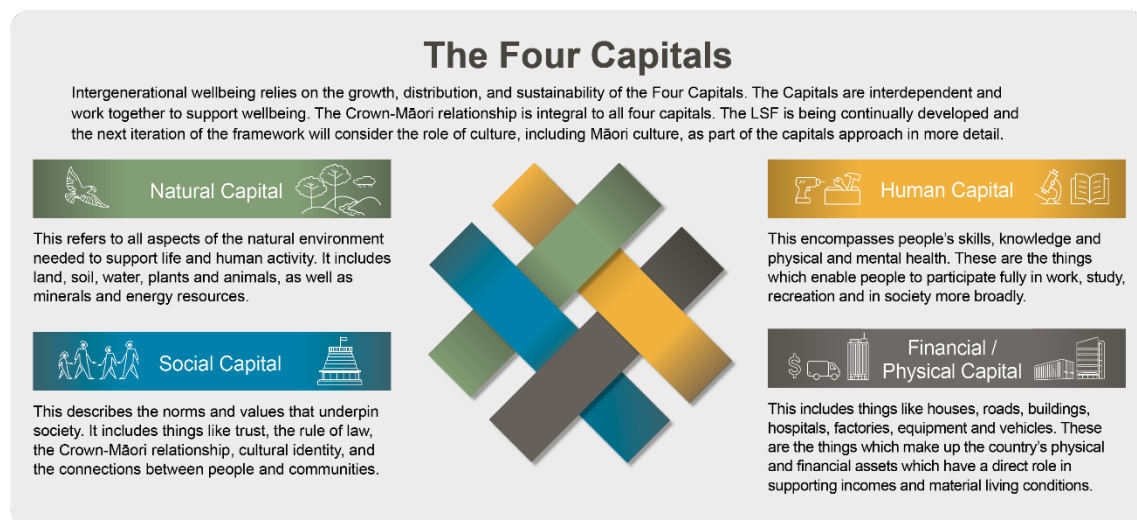 The Four Capitals
Intergenerational wellbeing relies on the growth, distribution, and sustainability of the Four Capitals. The Capitals are interdependent and
work together to support wellbeing. The Crown-Māori relationship is integral to all four capitals. The LSF is being continually developed and
the next iteration of the framework will consider the role of culture, including Māori culture, as part of the capitals approach in more detail.
Natural Capital
This refers to all aspects of the natural environment
needed to support life and human activity. It includes
land, soil, water, plants and animals, as well as
minerals and energy resources.
Social Capital
This describes the norms and values that underpin
society. It includes things like trust, the rule of law,
the Crown-Māori relationship, cultural identity, and
the connections between people and communities.
Human Capital
This encompasses people's skills, knowledge and
physical and mental health. These are the things
which enable people to participate fully in work, study,
recreation and in society more broadly.
$
Financial /
Physical Capital
This includes things like houses, roads, buildings,
hospitals, factories, equipment and vehicles. These
are the things which make up the country's physical
and financial assets which have a direct role in
supporting incomes and material living conditions.